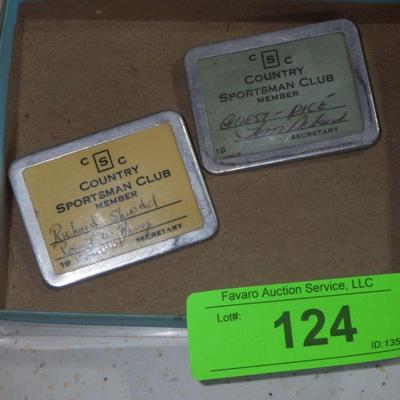 C S C
COUNTRY
SPORTSMAN CLUB
MEMBER
GUEST - DICE
SECRETARY
19
C S C
COUNTRY
SPORTSMAN CLUB
MEMBER
Richard
SECRETARY
19
Favaro Auction Service, LLC
Lot#:
124
ID:135